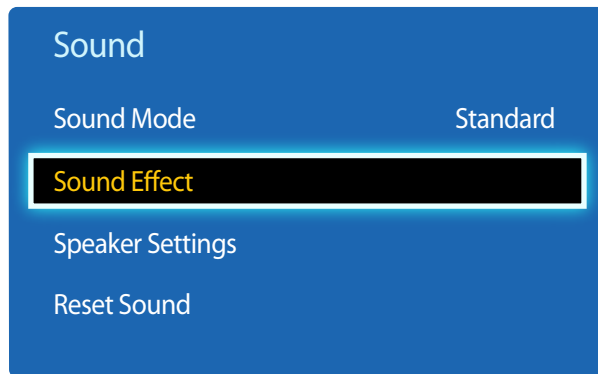 Sound
Sound Mode Standard
Sound Effect
Speaker Settings
Reset Sound